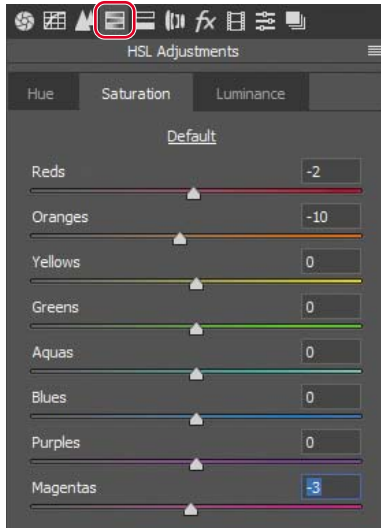 fx
HSL Adjustments
Hue Saturation Luminance
Default
Reds -2
Oranges -10
Yellows 0
Greens 0
Aquas 0
Blues 0
Purples 0
Magentas -3